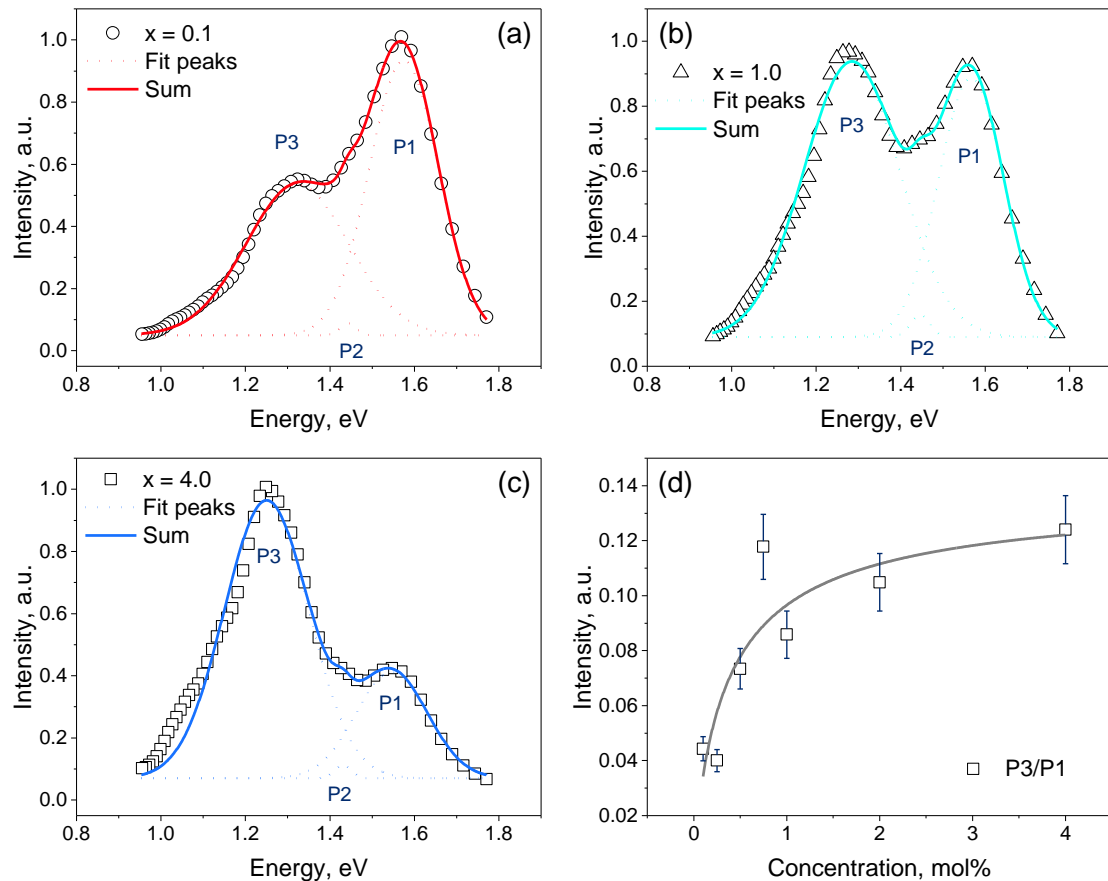 (a)
x = 0.1
Fit peaks
Sum
P3
P1
P2
Intensity, a.u.
1.0
0.8
0.6
0.4
0.2
0.0
0.8 1.0 1.2 1.4 1.6 1.8
Energy, eV
(b)
x = 1.0
Fit peaks
Sum
P3
P1
P2
Intensity, a.u.
1.0
0.8
0.6
0.4
0.2
0.0
0.8 1.0 1.2 1.4 1.6 1.8
Energy, eV
(c)
x = 4.0
Fit peaks
Sum
P3
P1
P2
Intensity, a.u.
1.0
0.8
0.6
0.4
0.2
0.0
0.8 1.0 1.2 1.4 1.6 1.8
Energy, eV
(d)
Intensity, a.u.
0.14
0.12
0.10
0.08
0.06
0.04
0.02
P3/P1
0 1 2 3 4
Concentration, mol%